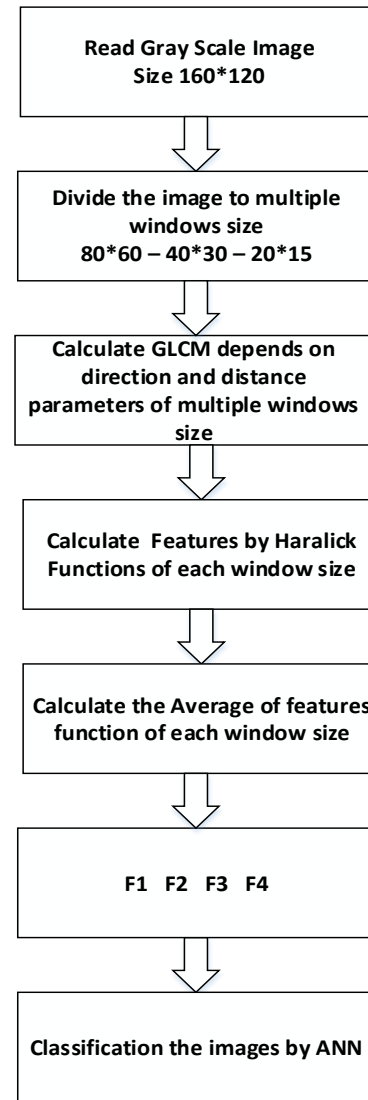 Read Gray Scale Image
Size 160*120
Divide the image to multiple
windows size
80*60 – 40*30 – 20*15
Calculate GLCM depends on
direction and distance
parameters of multiple windows
size
Calculate Features by Haralick
Functions of each window size
Calculate the Average of features
function of each window size
F1 F2 F3 F4
Classification the images by ANN